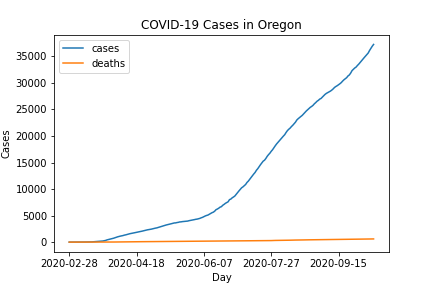 COVID-19 Cases in Oregon
cases
deaths
35000
30000
25000
20000
15000
10000
5000
0
Cases
2020-02-28 2020-04-18 2020-06-07 2020-07-27 2020-09-15
Day